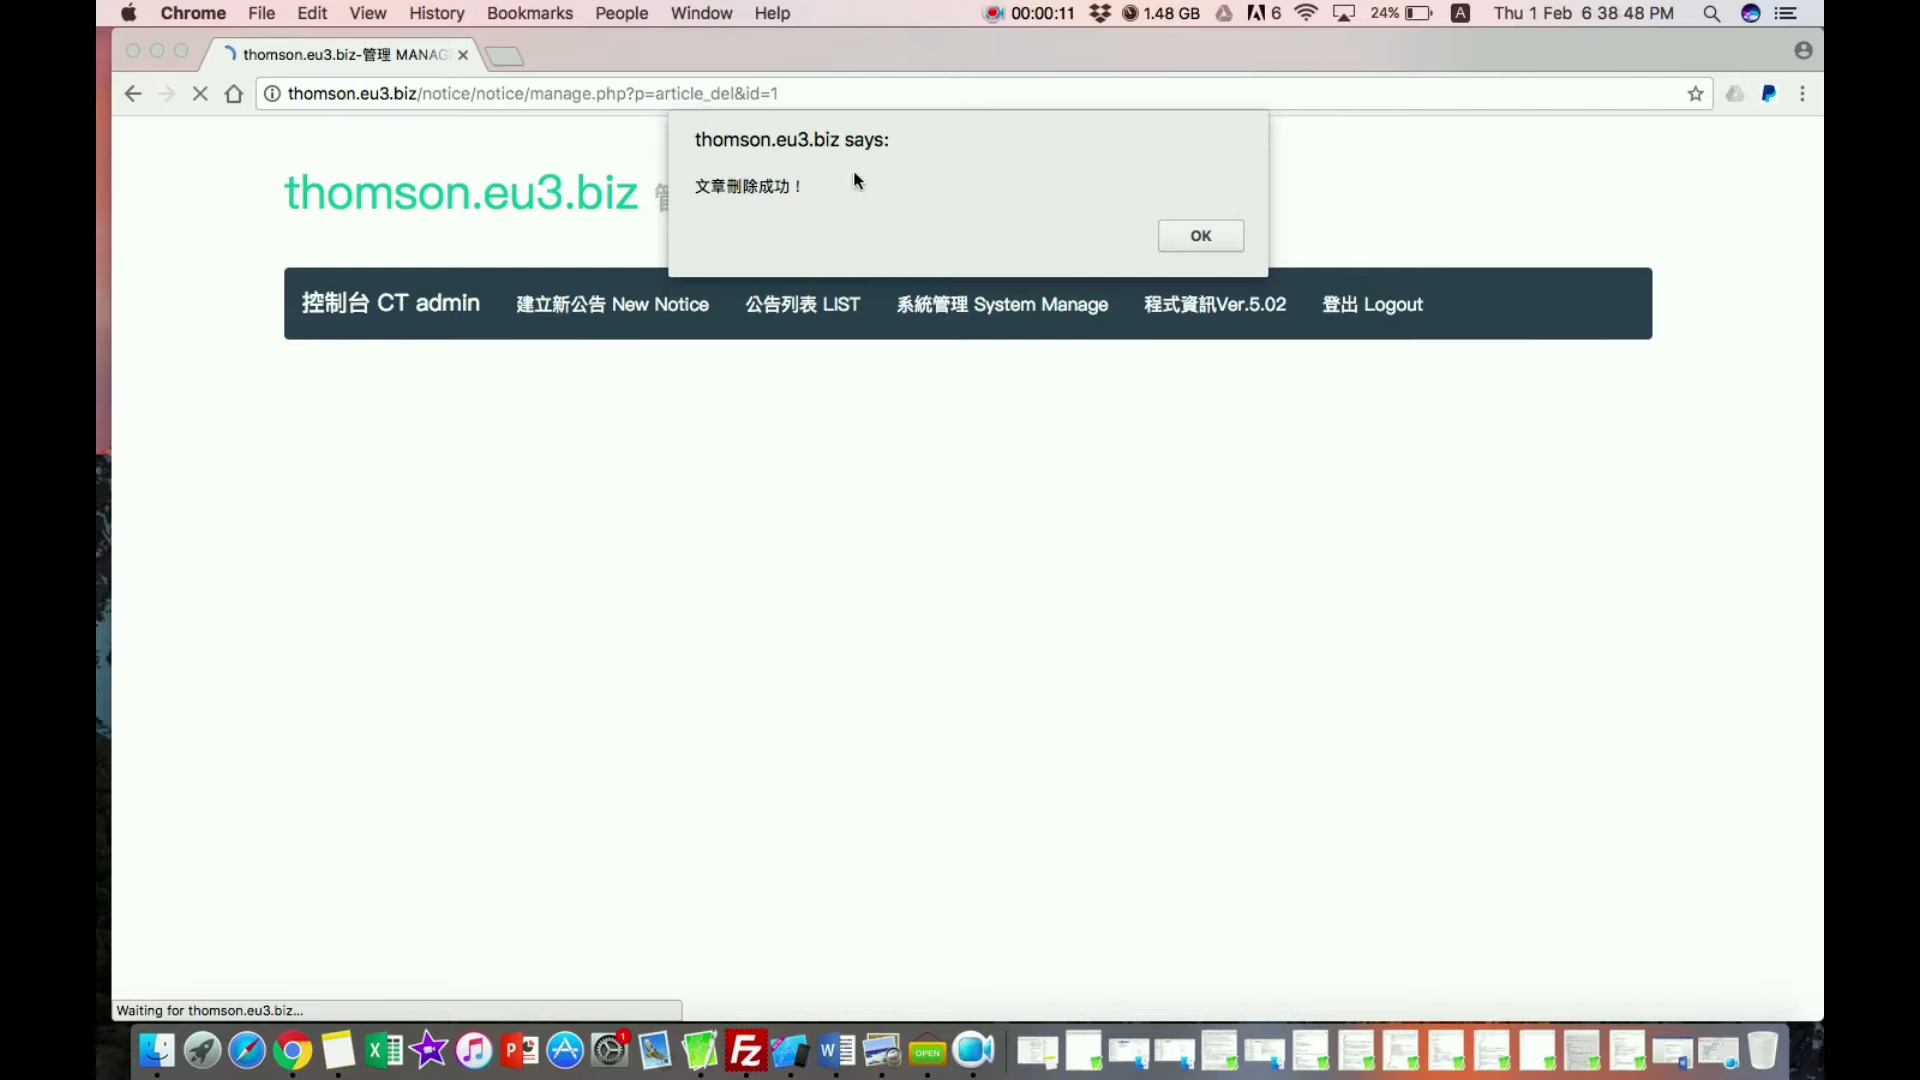 Chrome File Edit View History Bookmarks People Window Help 00:00:11 1.48 GB 6 24% A Thu 1 Feb 6 38 48 PM
thomson.eu3.biz-管理 MANAG
thomson.eu3.biz/notice/notice/manage.php?p=article_del&id=1
thomson.eu3.biz says:
文章刪除成功！
OK
thomson.eu3.biz
控制台 CT admin 建立新公告 New Notice 公告列表 LIST 系統管理 System Manage 程式資訊Ver.5.02 登出 Logout
Waiting for thomson.eu3.biz...
1
OPEN